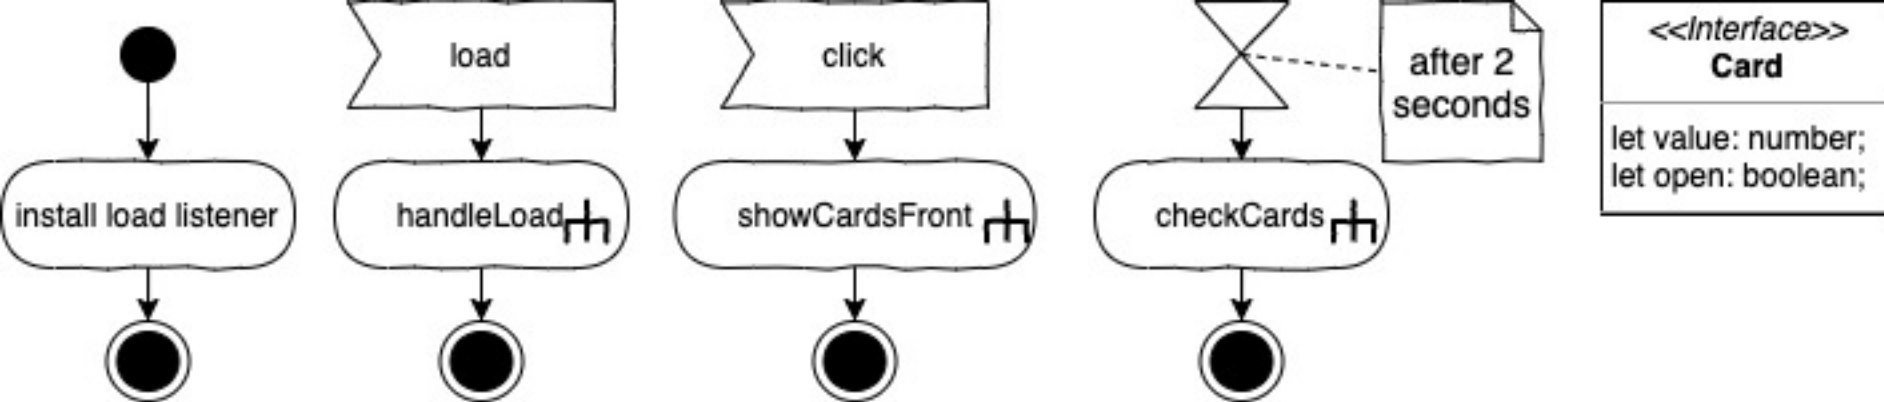 load
click
after 2
seconds
<<Interface>>
Card
let value: number;
let open: boolean;
install load listener
handleLoad
showCardsFront
checkCards